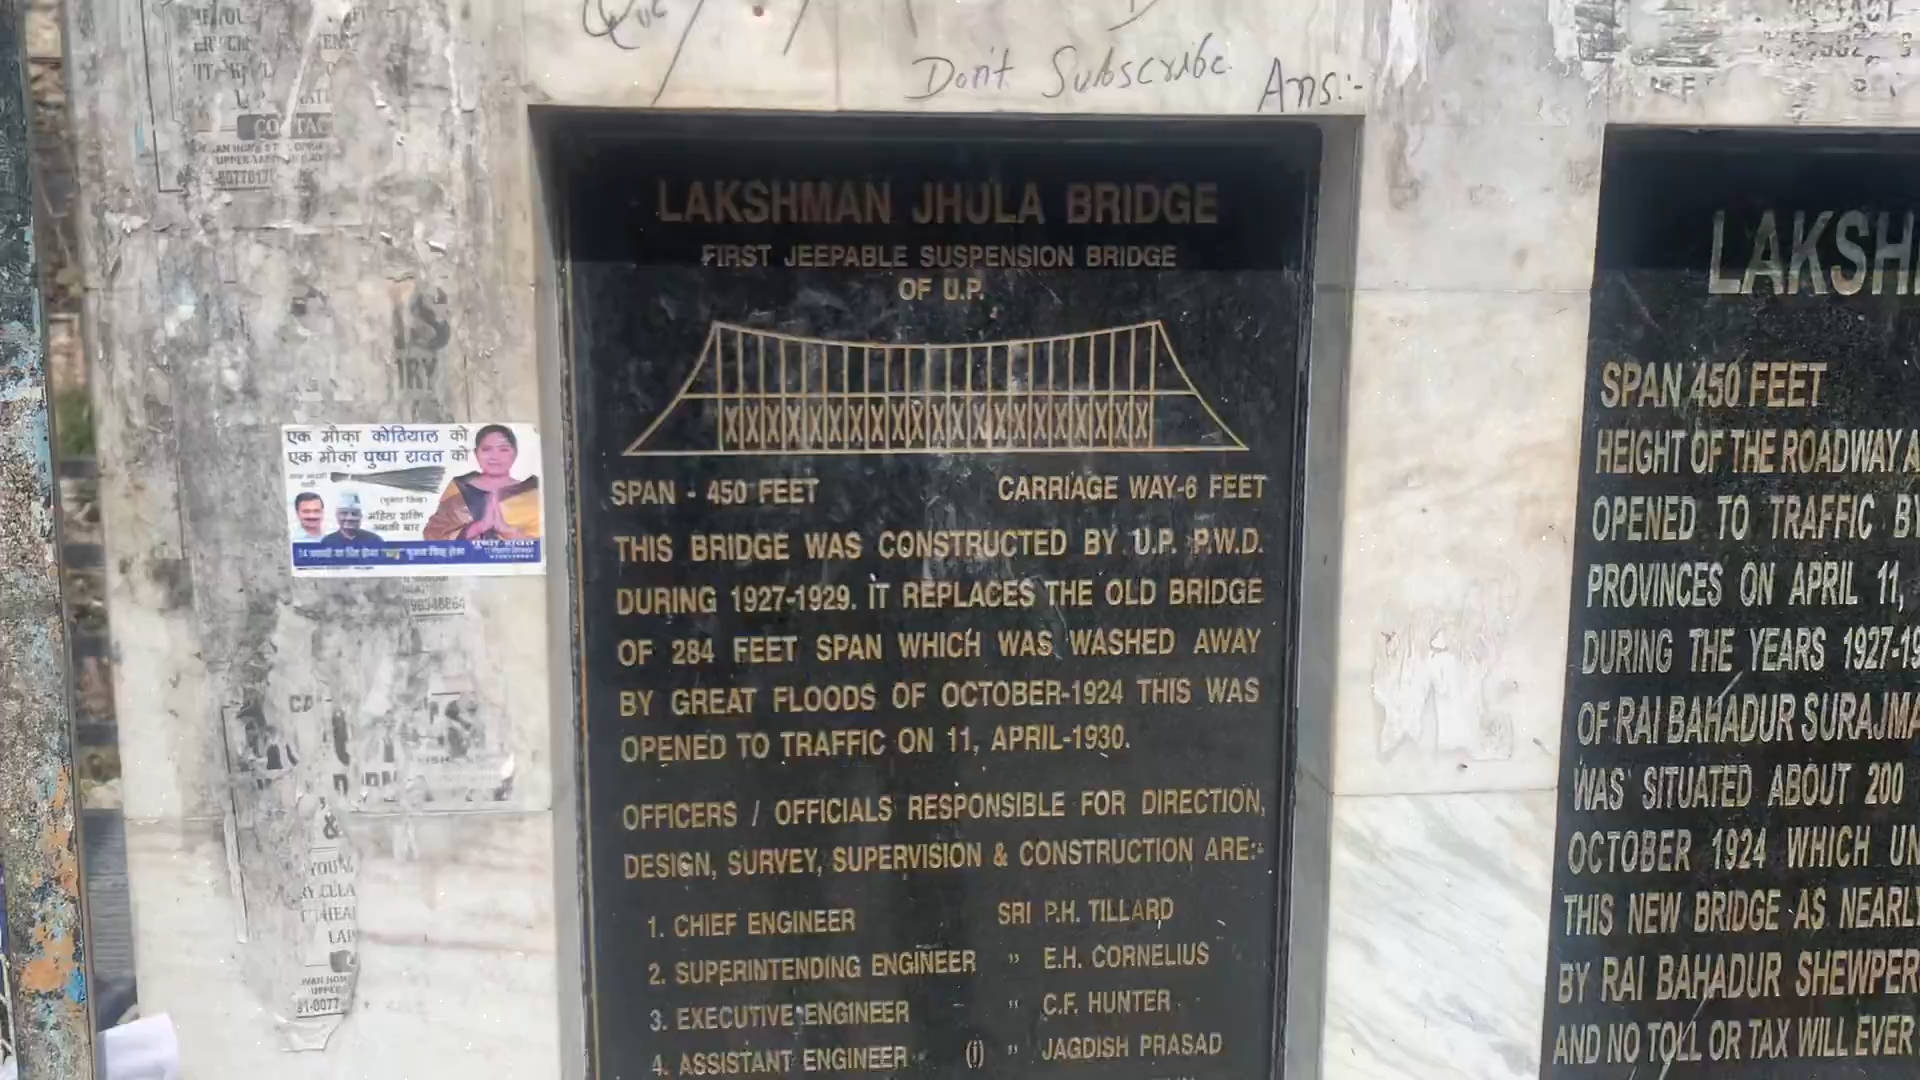 Don't Subscribe.
Ans:-
CONTAC
एक मौका कोठियाल को
एक मौका पुष्पा रावत को
महिला शक्ति
अबकी बार
पुष्पा रावत
LAKSHMAN JHULA BRIDGE
FIRST JEEPABLE SUSPENSION BRIDGE
OF U.P.
SPAN - 450 FEET CARRIAGE WAY-6 FEET
THIS BRIDGE WAS CONSTRUCTED BY U.P. P.W.D.
DURING 1927-1929. IT REPLACES THE OLD BRIDGE
OF 284 FEET SPAN WHICH WAS WASHED AWAY
BY GREAT FLOODS OF OCTOBER-1924 THIS WAS
OPENED TO TRAFFIC ON 11, APRIL-1930.
OFFICERS / OFFICIALS RESPONSIBLE FOR DIRECTION,
DESIGN, SURVEY, SUPERVISION & CONSTRUCTION ARE:-
1. CHIEF ENGINEER SRI P.H. TILLARD
2. SUPERINTENDING ENGINEER " E.H. CORNELIUS
3. EXECUTIVE ENGINEER " C.F. HUNTER
4. ASSISTANT ENGINEER (i) " JAGDISH PRASAD
LAKSH
SPAN 450 FEET
HEIGHT OF THE ROADWAY A
OPENED TO TRAFFIC BY
PROVINCES ON APRIL 11,
DURING THE YEARS 1927-19
OF RAI BAHADUR SURAJMA
WAS SITUATED ABOUT 200
OCTOBER 1924 WHICH UN
THIS NEW BRIDGE AS NEARLY
BY RAI BAHADUR SHEWPER
AND NO TOLL OR TAX WILL EVER